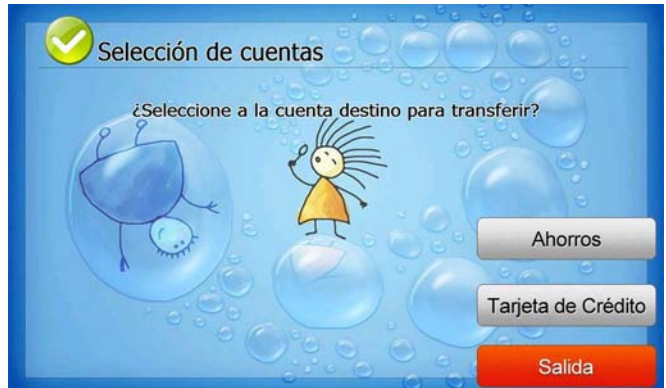 Selección de cuentas
¿Seleccione a la cuenta destino para transferir?
Ahorros
Tarjeta de Crédito
Salida